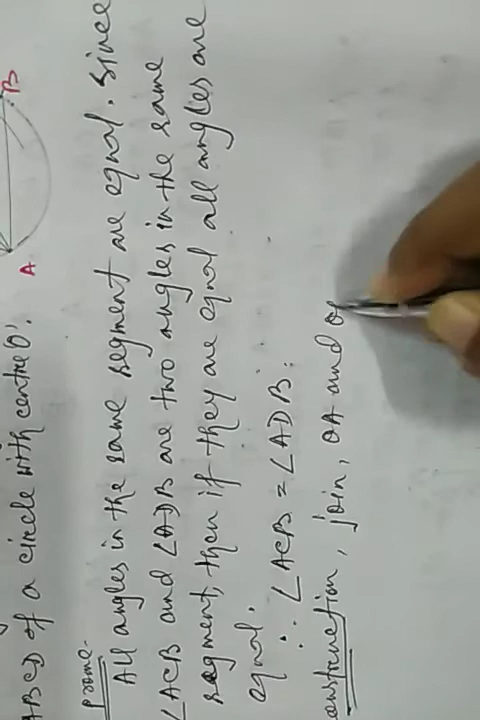 B
A
ABCD of a circle with centre 'O'.
prome-
All angles in the same segment are equal. Since
∠ACB and ∠ADB are two angles in the same
segment, then if they are equal all angles are
equal.
∴ ∠ACB = ∠ADB.
onstruction, join, OA and O